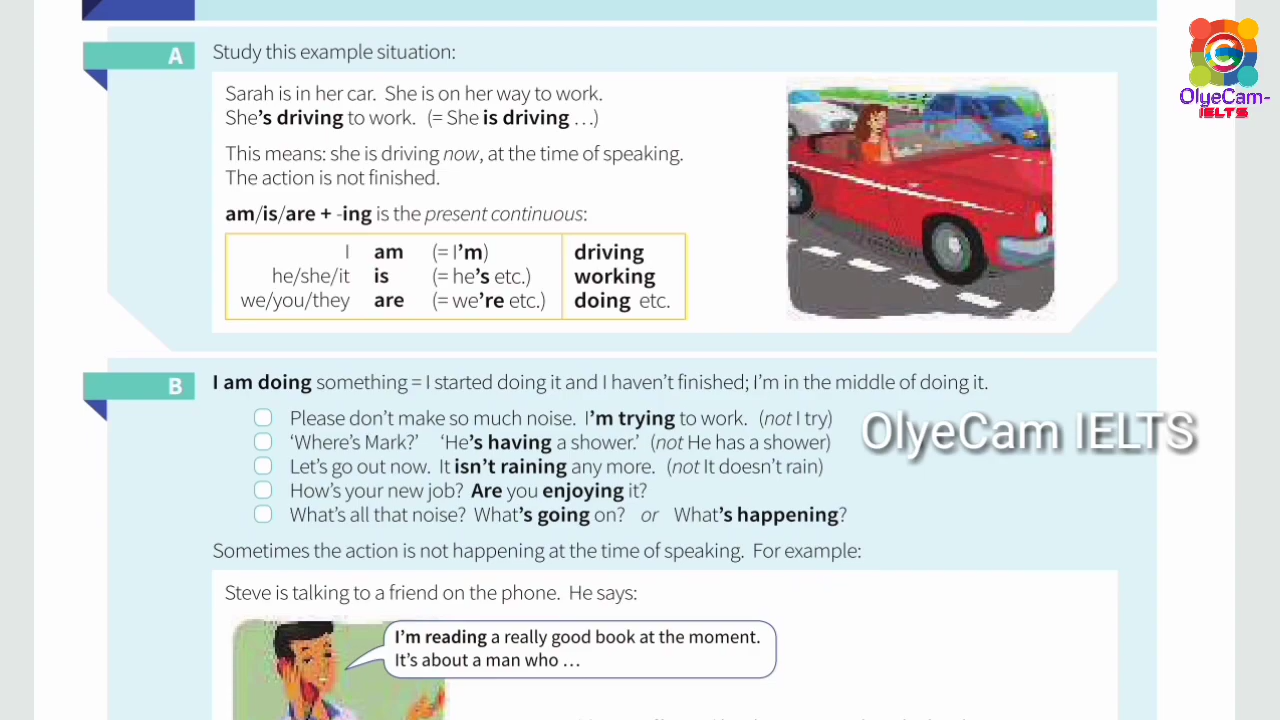 OlyeCam-
IELTS
A
Study this example situation:
Sarah is in her car. She is on her way to work.
She's driving to work. (= She is driving …)
This means: she is driving now, at the time of speaking.
The action is not finished.
am/is/are + -ing is the present continuous:
I am (= I'm) driving
he/she/it is (= he's etc.) working
we/you/they are (= we're etc.) doing etc.
B
I am doing something = I started doing it and I haven't finished; I'm in the middle of doing it.
Please don't make so much noise. I'm trying to work. (not I try)
'Where's Mark?' 'He's having a shower.' (not He has a shower)
Let's go out now. It isn't raining any more. (not It doesn't rain)
How's your new job? Are you enjoying it?
What's all that noise? What's going on? or What's happening?
OlyeCam IELTS
Sometimes the action is not happening at the time of speaking. For example:
Steve is talking to a friend on the phone. He says:
I'm reading a really good book at the moment.
It's about a man who …